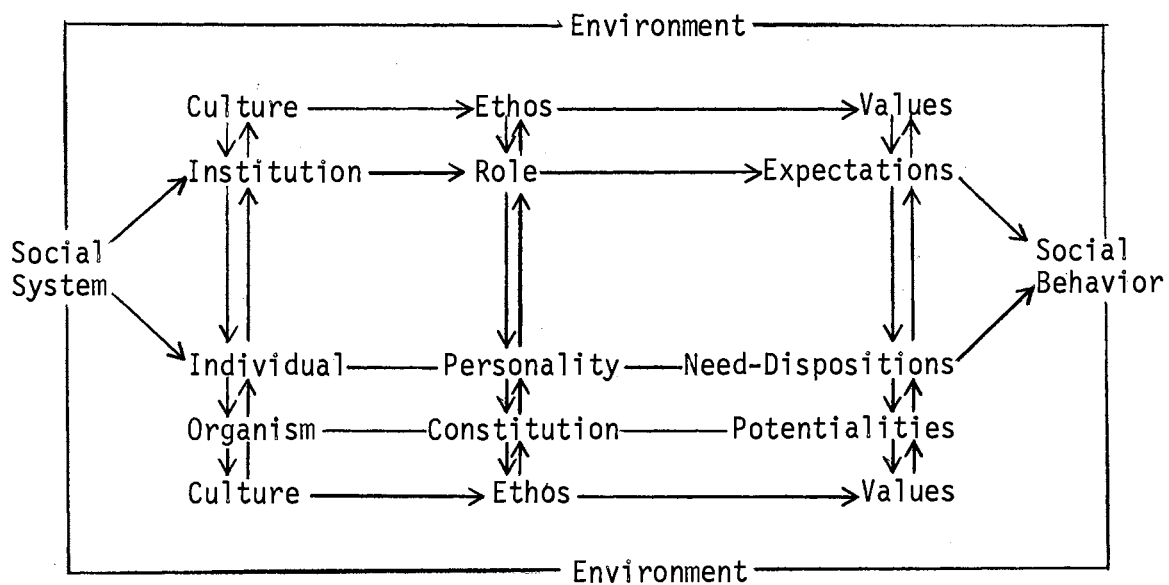 Environment
Culture Ethos Values
Institution Role Expectations
Social
System
Social
Behavior
Individual Personality Need-Dispositions
Organism Constitution Potentialities
Culture Ethos Values
Environment